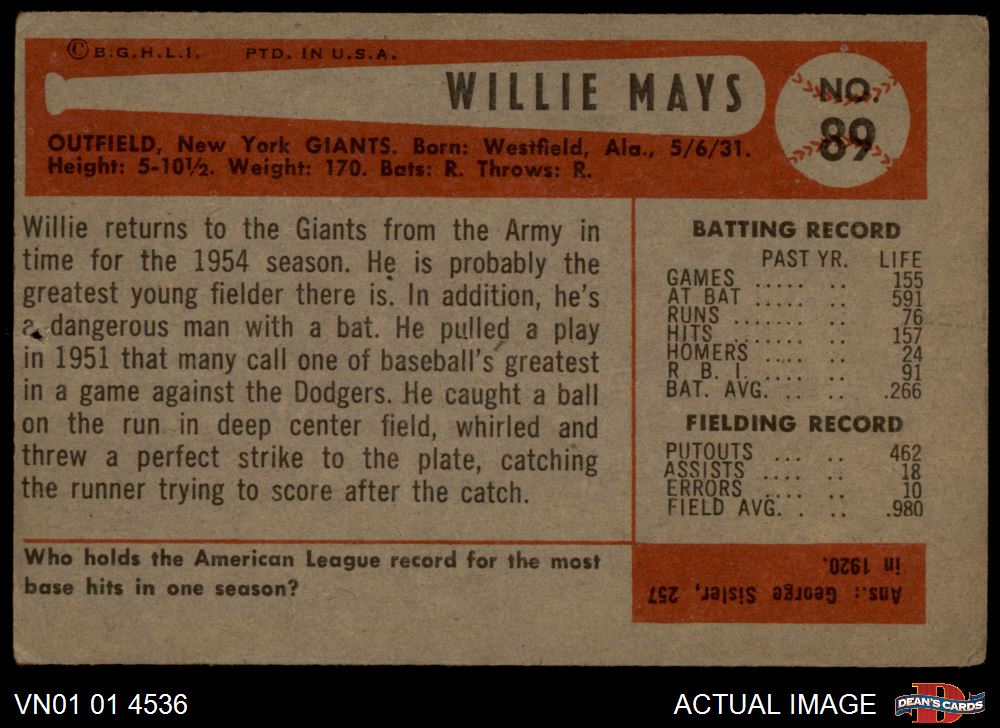 ©B.G.H.L.I. PTD. IN U.S.A.
WILLIE MAYS
NO.
89
OUTFIELD, New York GIANTS. Born: Westfield, Ala., 5/6/31.
Height: 5-10½. Weight: 170. Bats: R. Throws: R.
Willie returns to the Giants from the Army in
time for the 1954 season. He is probably the
greatest young fielder there is. In addition, he's
a dangerous man with a bat. He pulled a play
in 1951 that many call one of baseball's greatest
in a game against the Dodgers. He caught a ball
on the run in deep center field, whirled and
threw a perfect strike to the plate, catching
the runner trying to score after the catch.
BATTING RECORD
PAST YR. LIFE
GAMES ..... .. 155
AT BAT ..... .. 591
RUNS ....... .. 76
HITS ....... .. 157
HOMERS .... .. 24
R. B. I. .... .. 91
BAT. AVG. .. .. .266
FIELDING RECORD
PUTOUTS ... .. 462
ASSISTS .... .. 18
ERRORS .... .. 10
FIELD AVG. . .. .980
Who holds the American League record for the most
base hits in one season?
Ans.: George Sisler, 257
in 1920.
VN01 01 4536
ACTUAL IMAGE
D
DEAN'S CARDS